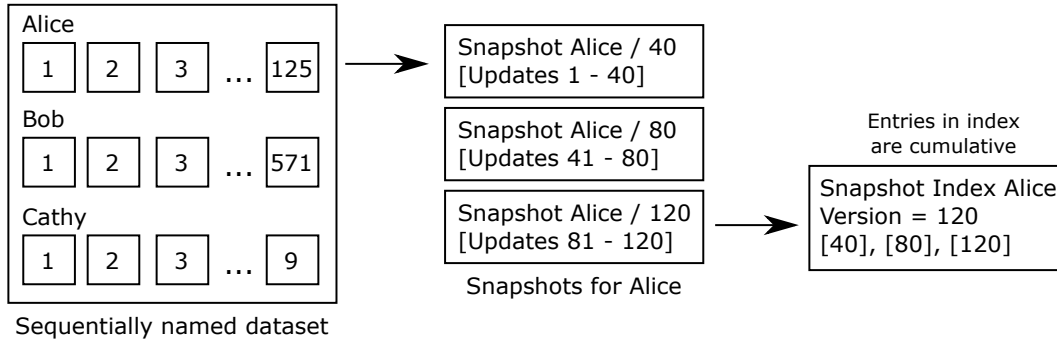 Alice
1 2 3 ... 125
Bob
1 2 3 ... 571
Cathy
1 2 3 ... 9
Sequentially named dataset
Snapshot Alice / 40
[Updates 1 - 40]
Snapshot Alice / 80
[Updates 41 - 80]
Snapshot Alice / 120
[Updates 81 - 120]
Snapshots for Alice
Entries in index
are cumulative
Snapshot Index Alice
Version = 120
[40], [80], [120]